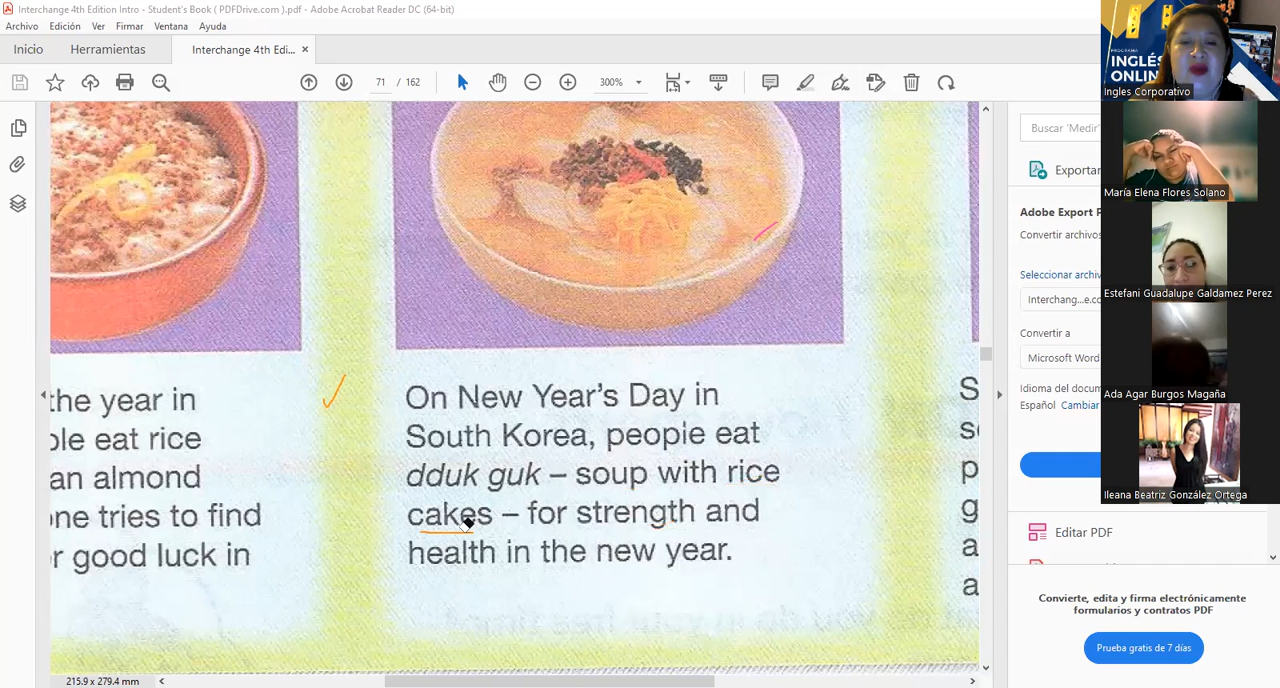 Interchange 4th Edition Intro - Student's Book ( PDFDrive.com ).pdf - Adobe Acrobat Reader DC (64-bit)
Archivo Edición Ver Firmar Ventana Ayuda
Inicio Herramientas Interchange 4th Edi... ×
71 / 162 300%
the year in
ple eat rice
an almond
one tries to find
or good luck in
On New Year's Day in
South Korea, people eat
dduk guk – soup with rice
cakes – for strength and
health in the new year.
S
s
p
g
a
a
215.9 x 279.4 mm
Buscar 'Medir'
Exportar
Adobe Export P
Convertir archivos
Seleccionar archiv
Interchang...e.co
Convertir a
Microsoft Word
Idioma del docum
Español Cambiar
Editar PDF
Convierte, edita y firma electrónicamente
formularios y contratos PDF
Prueba gratis de 7 días
PROGRAMA
INGLÉS
ONLIN
Ingles Corporativo
María Elena Flores Solano
Estefani Guadalupe Galdamez Perez
Ada Agar Burgos Magaña
Ileana Beatriz González Ortega